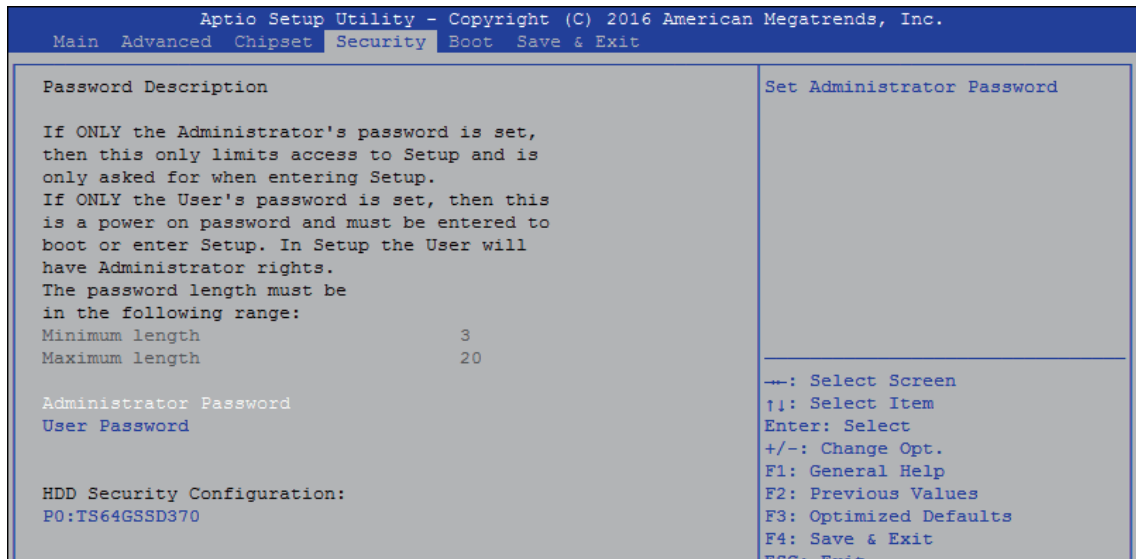 Aptio Setup Utility – Copyright (C) 2016 American Megatrends, Inc.
Main Advanced Chipset Security Boot Save & Exit
Password Description
If ONLY the Administrator's password is set,
then this only limits access to Setup and is
only asked for when entering Setup.
If ONLY the User's password is set, then this
is a power on password and must be entered to
boot or enter Setup. In Setup the User will
have Administrator rights.
The password length must be
in the following range:
Minimum length 3
Maximum length 20
Administrator Password
User Password
HDD Security Configuration:
P0:TS64GSSD370
Set Administrator Password
→←: Select Screen
↑↓: Select Item
Enter: Select
+/-: Change Opt.
F1: General Help
F2: Previous Values
F3: Optimized Defaults
F4: Save & Exit
ESC: Exit